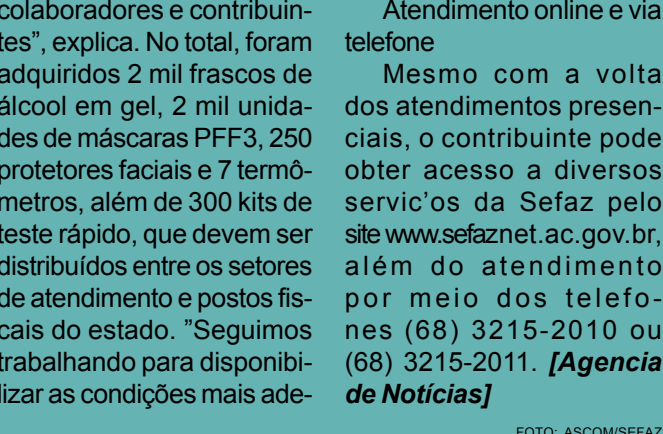 colaboradores e contribuin-
tes”, explica. No total, foram
adquiridos 2 mil frascos de
álcool em gel, 2 mil unida-
des de máscaras PFF3, 250
protetores faciais e 7 termô-
metros, além de 300 kits de
teste rápido, que devem ser
distribuídos entre os setores
de atendimento e postos fis-
cais do estado. ”Seguimos
trabalhando para disponibi-
lizar as condições mais ade-
Atendimento online e via
telefone
Mesmo com a volta
dos atendimentos presen-
ciais, o contribuinte pode
obter acesso a diversos
servic’os da Sefaz pelo
site www.sefaznet.ac.gov.br,
além do atendimento
por meio dos telefo-
nes (68) 3215-2010 ou
(68) 3215-2011. [Agencia
de Notícias]
FOTO: ASCOM/SEFAZ